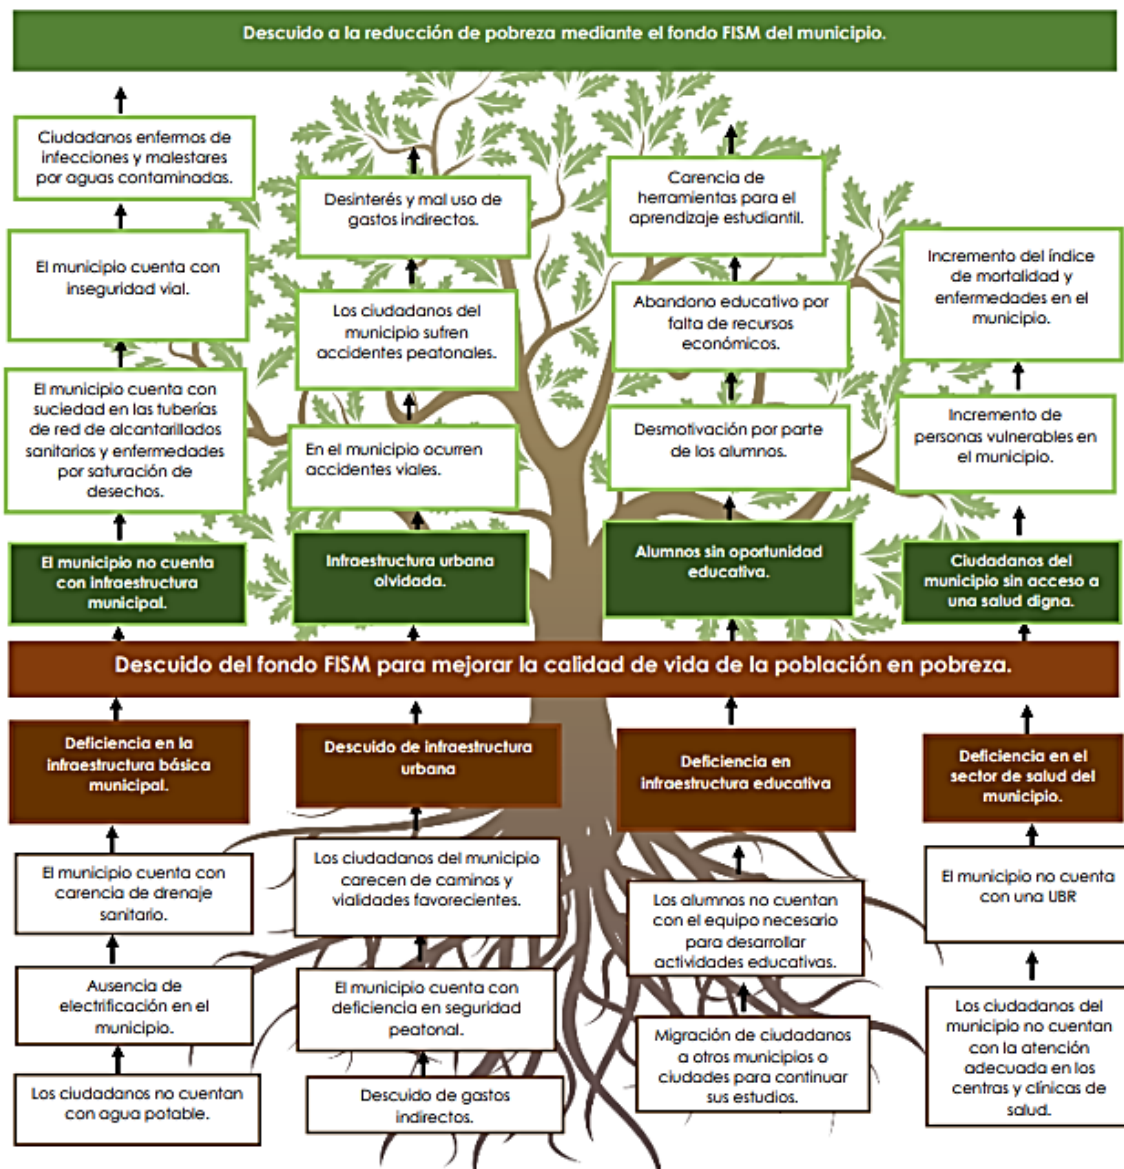 Descuido a la reducción de pobreza mediante el fondo FISM del municipio.
Ciudadanos enfermos de
infecciones y malestares
por aguas contaminadas.
Desinterés y mal uso de
gastos indirectos.
Carencia de
herramientas para el
aprendizaje estudiantil.
El municipio cuenta con
inseguridad vial.
Los ciudadanos del
municipio sufren
accidentes peatonales.
Abandono educativo por
falta de recursos
económicos.
Incremento del índice
de mortalidad y
enfermedades en el
municipio.
El municipio cuenta con
suciedad en las tuberías
de red de alcantarillados
sanitarios y enfermedades
por saturación de
desechos.
En el municipio ocurren
accidentes viales.
Desmotivación por parte
de los alumnos.
Incremento de
personas vulnerables en
el municipio.
El municipio no cuenta
con infraestructura
municipal.
Infraestructura urbana
olvidada.
Alumnos sin oportunidad
educativa.
Ciudadanos del
municipio sin acceso a
una salud digna.
Descuido del fondo FISM para mejorar la calidad de vida de la población en pobreza.
Deficiencia en la
infraestructura básica
municipal.
Descuido de infraestructura
urbana
Deficiencia en
infraestructura educativa
Deficiencia en el
sector de salud del
municipio.
El municipio cuenta con
carencia de drenaje
sanitario.
Los ciudadanos del municipio
carecen de caminos y
vialidades favorecientes.
Los alumnos no cuentan
con el equipo necesario
para desarrollar
actividades educativas.
El municipio no cuenta
con una UBR
Ausencia de
electrificación en el
municipio.
El municipio cuenta con
deficiencia en seguridad
peatonal.
Migración de ciudadanos
a otros municipios o
ciudades para continuar
sus estudios.
Los ciudadanos del
municipio no cuentan
con la atención
adecuada en los
centras y clínicas de
salud.
Los ciudadanos no cuentan
con agua potable.
Descuido de gastos
indirectos.